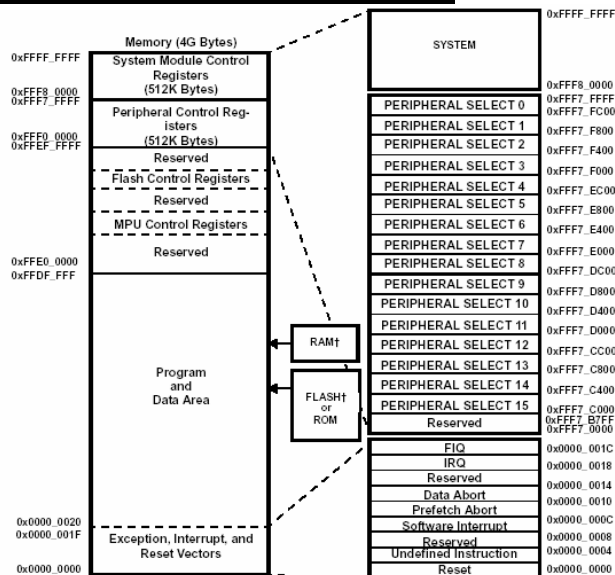 Memory (4G Bytes)
0xFFFF_FFFF
System Module Control
Registers
(512K Bytes)
0xFFF8_0000
0xFFF7_FFFF
Peripheral Control Reg-
isters
(512K Bytes)
0xFFF0_0000
0xFFEF_FFFF
Reserved
Flash Control Registers
Reserved
MPU Control Registers
Reserved
0xFFE0_0000
0xFFDF_FFF
Program
and
Data Area
0x0000_0020
0x0000_001F
Exception, Interrupt, and
Reset Vectors
0x0000_0000
RAM†
FLASH†
or
ROM
0xFFFF_FFFF
SYSTEM
0xFFF8_0000
0xFFF7_FFFF
PERIPHERAL SELECT 0
0xFFF7_FC00
PERIPHERAL SELECT 1
0xFFF7_F800
PERIPHERAL SELECT 2
0xFFF7_F400
PERIPHERAL SELECT 3
0xFFF7_F000
PERIPHERAL SELECT 4
0xFFF7_EC00
PERIPHERAL SELECT 5
0xFFF7_E800
PERIPHERAL SELECT 6
0xFFF7_E400
PERIPHERAL SELECT 7
0xFFF7_E000
PERIPHERAL SELECT 8
0xFFF7_DC00
PERIPHERAL SELECT 9
0xFFF7_D800
PERIPHERAL SELECT 10
0xFFF7_D400
PERIPHERAL SELECT 11
0xFFF7_D000
PERIPHERAL SELECT 12
0xFFF7_CC00
PERIPHERAL SELECT 13
0xFFF7_C800
PERIPHERAL SELECT 14
0xFFF7_C400
PERIPHERAL SELECT 15
0xFFF7_C000
0xFFF7_B7FF
Reserved
0xFFF7_0000
FIQ
0x0000_001C
IRQ
0x0000_0018
Reserved
0x0000_0014
Data Abort
0x0000_0010
Prefetch Abort
0x0000_000C
Software Interrupt
0x0000_0008
Reserved
0x0000_0004
Undefined Instruction
Reset
0x0000_0000